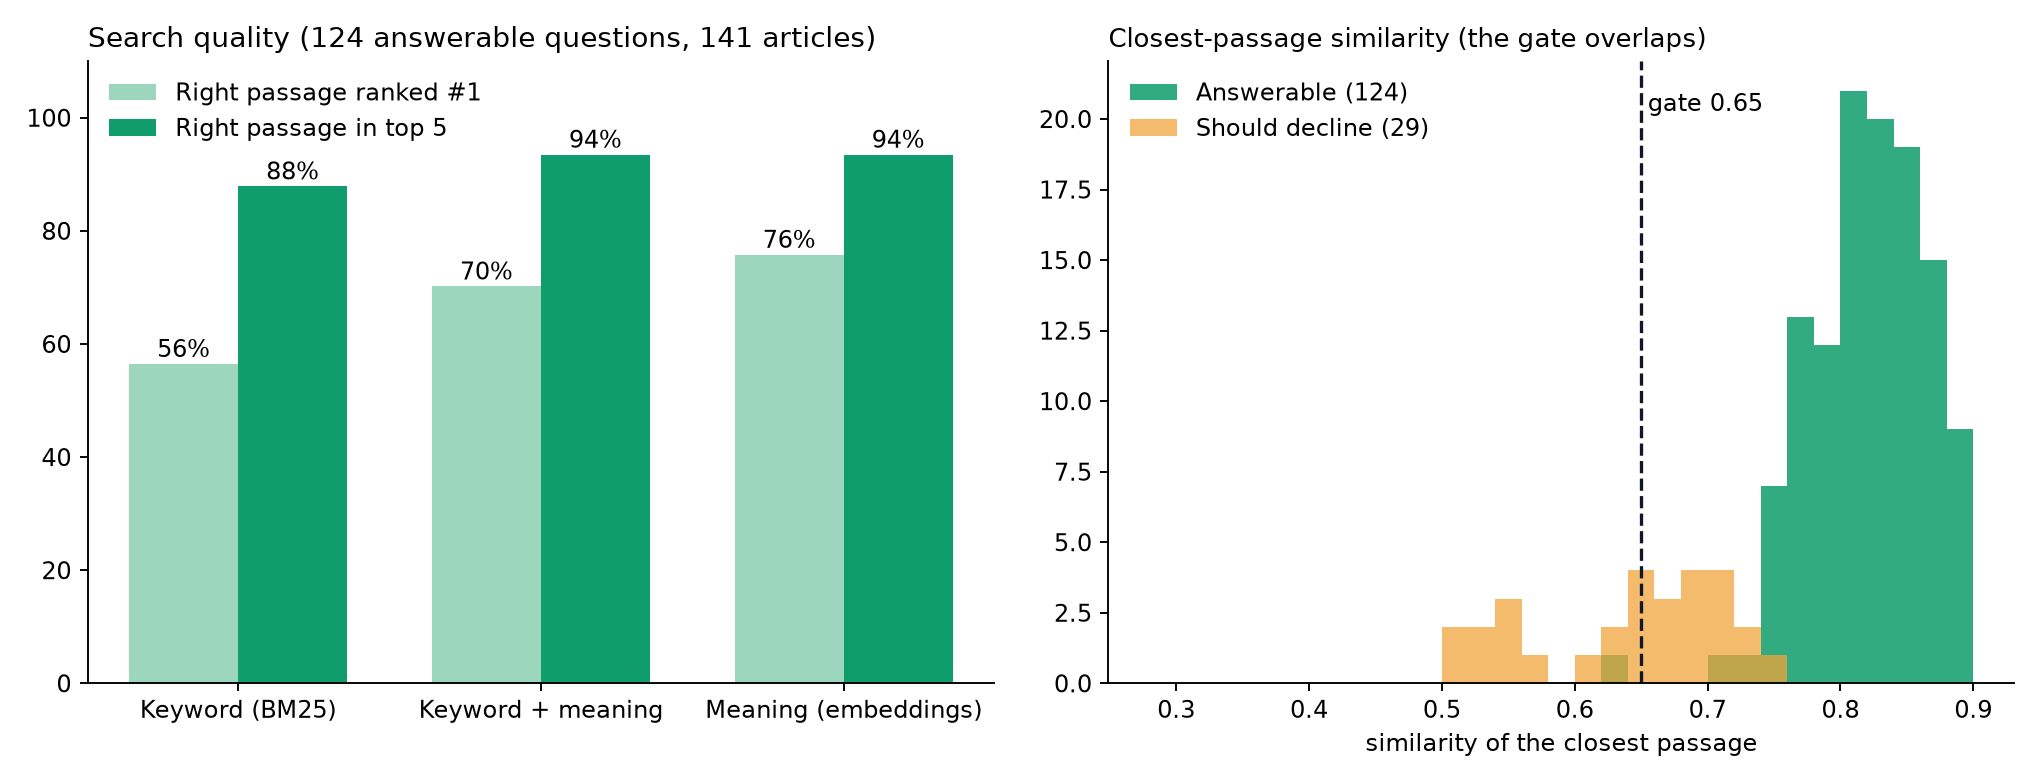 Search quality (124 answerable questions, 141 articles)
Right passage ranked #1
Right passage in top 5
100
80
60
40
20
0
56%
88%
70%
94%
76%
94%
Keyword (BM25)
Keyword + meaning
Meaning (embeddings)
Closest-passage similarity (the gate overlaps)
Answerable (124)
Should decline (29)
gate 0.65
20.0
17.5
15.0
12.5
10.0
7.5
5.0
2.5
0.0
0.3
0.4
0.5
0.6
0.7
0.8
0.9
similarity of the closest passage